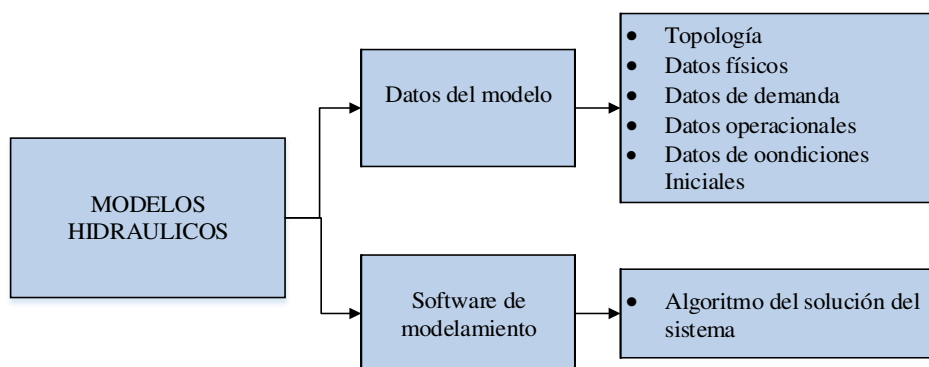 MODELOS
HIDRAULICOS
Datos del modelo
• Topología
• Datos físicos
• Datos de demanda
• Datos operacionales
• Datos de oondiciones
Iniciales
Software de
modelamiento
• Algoritmo del solución del
sistema